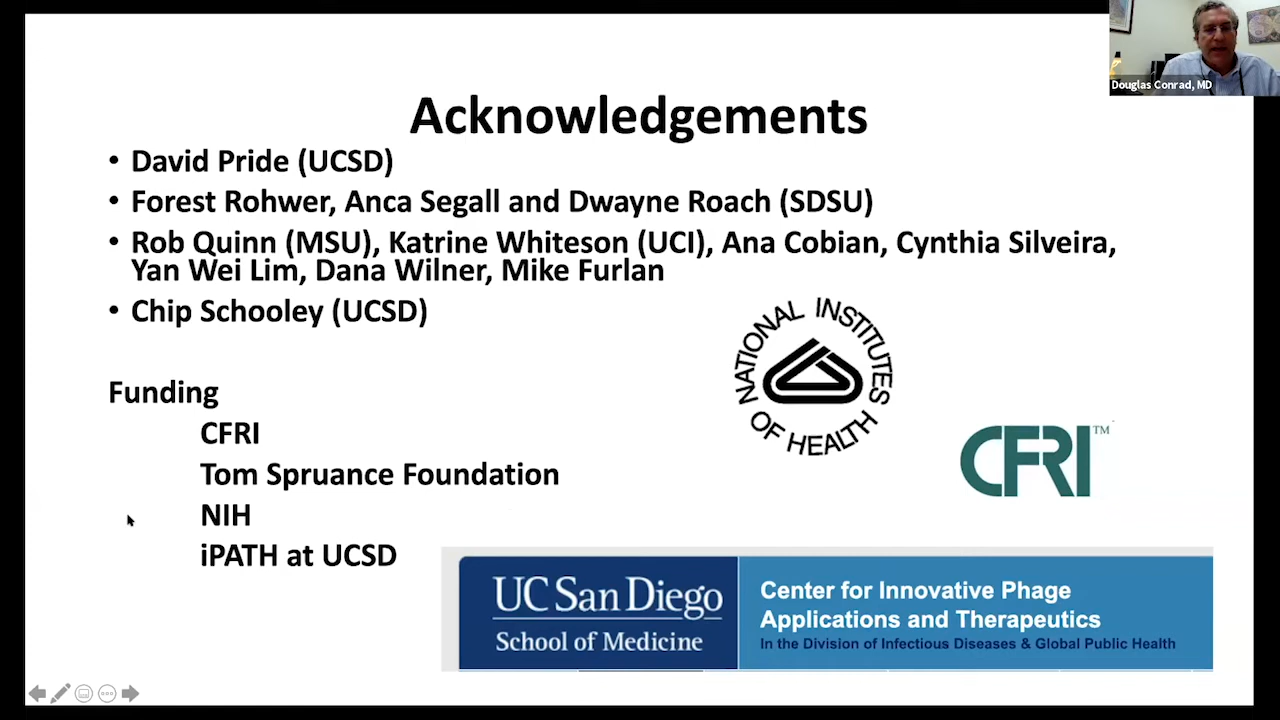 Douglas Conrad, MD
Acknowledgements
• David Pride (UCSD)
• Forest Rohwer, Anca Segall and Dwayne Roach (SDSU)
• Rob Quinn (MSU), Katrine Whiteson (UCI), Ana Cobian, Cynthia Silveira,
Yan Wei Lim, Dana Wilner, Mike Furlan
• Chip Schooley (UCSD)
NATIONAL INSTITUTES
OF HEALTH
Funding
CFRI
Tom Spruance Foundation
NIH
iPATH at UCSD
CFRI™
UC San Diego
School of Medicine
Center for Innovative Phage
Applications and Therapeutics
In the Division of Infectious Diseases & Global Public Health